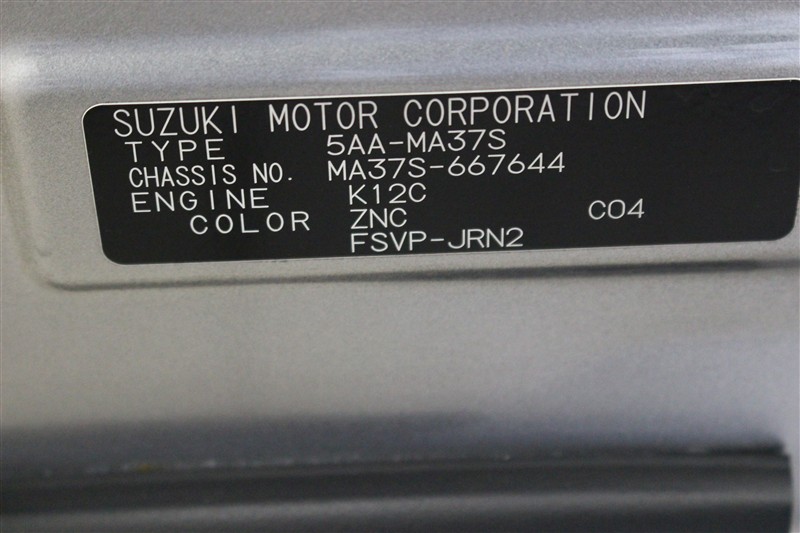 SUZUKI MOTOR CORPORATION
TYPE 5AA-MA37S
CHASSIS NO. MA37S-667644
ENGINE K12C
COLOR ZNC C04
FSVP-JRN2